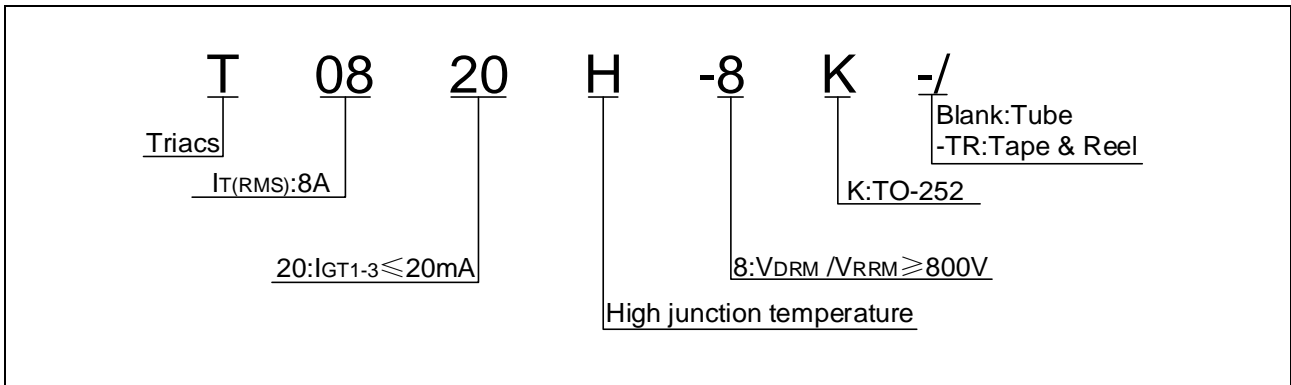 T 08 20 H -8 K -/
Blank:Tube
-TR:Tape & Reel
Triacs
IT(RMS):8A
K:TO-252
20:IGT1-3≤20mA
8:VDRM /VRRM≥800V
High junction temperature